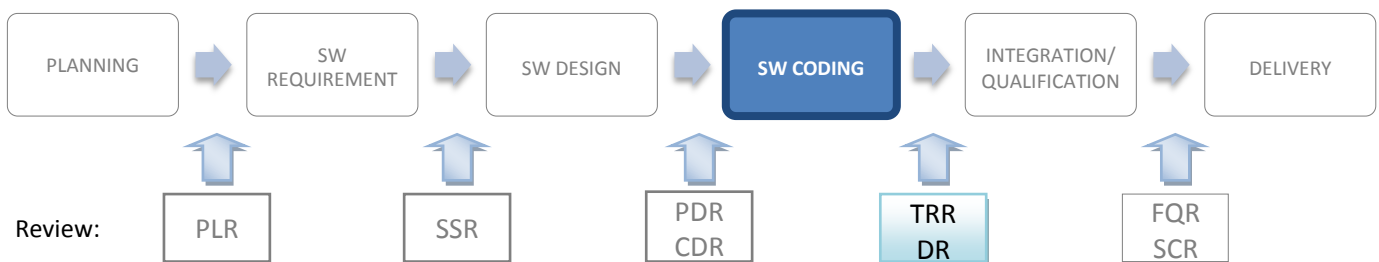 PLANNING
SW
REQUIREMENT
SW DESIGN
SW CODING
INTEGRATION/
QUALIFICATION
DELIVERY
Review:
PLR
SSR
PDR
CDR
TRR
DR
FQR
SCR